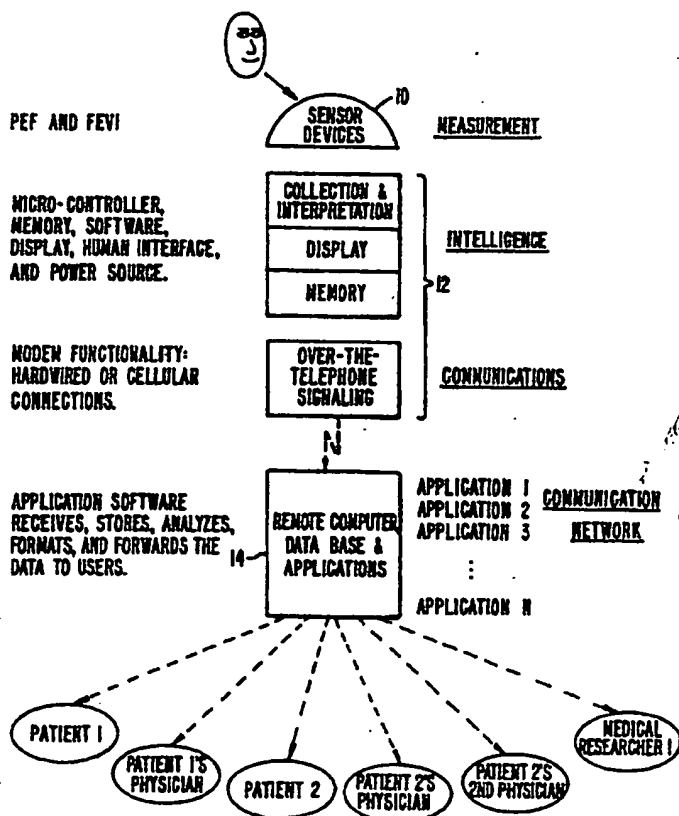 PEF AND FEVI
SENSOR
DEVICES
10
MEASUREMENT
MICRO-CONTROLLER,
MEMORY, SOFTWARE,
DISPLAY, HUMAN INTERFACE,
AND POWER SOURCE.
COLLECTION &
INTERPRETATION
DISPLAY
MEMORY
INTELLIGENCE
12
MODEM FUNCTIONALITY:
HARDWIRED OR CELLULAR
CONNECTIONS.
OVER-THE-
TELEPHONE
SIGNALING
COMMUNICATIONS
APPLICATION SOFTWARE
RECEIVES, STORES, ANALYZES,
FORMATS, AND FORWARDS THE
DATA TO USERS.
14
REMOTE COMPUTER
DATA BASE &
APPLICATIONS
APPLICATION 1
APPLICATION 2
APPLICATION 3
⋮
APPLICATION N
COMMUNICATION
NETWORK
PATIENT 1
PATIENT 1'S
PHYSICIAN
PATIENT 2
PATIENT 2'S
PHYSICIAN
PATIENT 2'S
2ND PHYSICIAN
MEDICAL
RESEARCHER 1